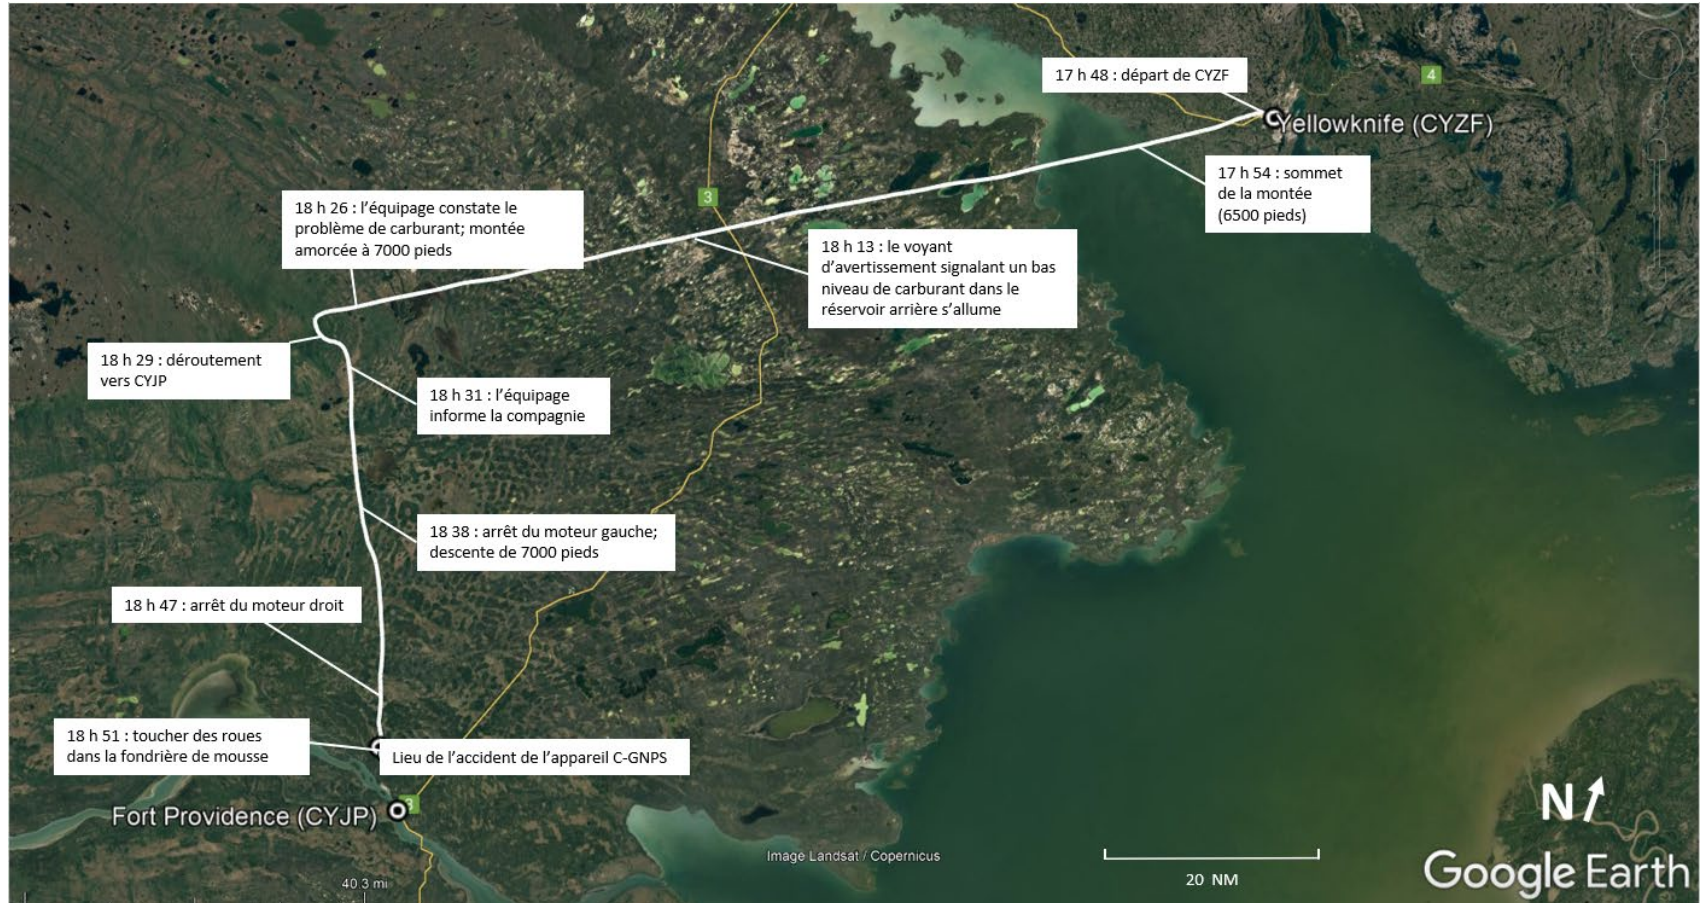 17 h 48 : départ de CYZF
4
Yellowknife (CYZF)
17 h 54 : sommet
de la montée
(6500 pieds)
3
18 h 26 : l'équipage constate le
problème de carburant; montée
amorcée à 7000 pieds
18 h 13 : le voyant
d'avertissement signalant un bas
niveau de carburant dans le
réservoir arrière s'allume
18 h 29 : déroutement
vers CYJP
18 h 31 : l'équipage
informe la compagnie
18 38 : arrêt du moteur gauche;
descente de 7000 pieds
18 h 47 : arrêt du moteur droit
18 h 51 : toucher des roues
dans la fondrière de mousse
Lieu de l'accident de l'appareil C-GNPS
Fort Providence (CYJP)
3
N
Image Landsat / Copernicus
20 NM
40.3 mi
Google Earth